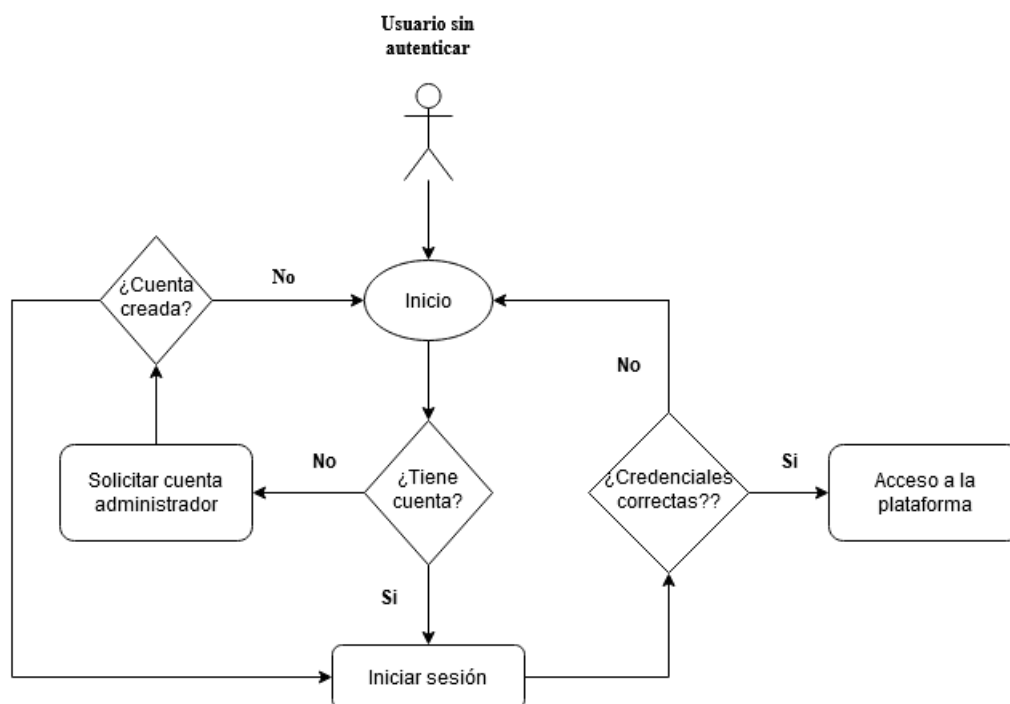 Usuario sin
autenticar
¿Cuenta
creada?
No
Inicio
No
Solicitar cuenta
administrador
No
¿Tiene
cuenta?
¿Credenciales
correctas??
Si
Acceso a la
plataforma
Si
Iniciar sesión